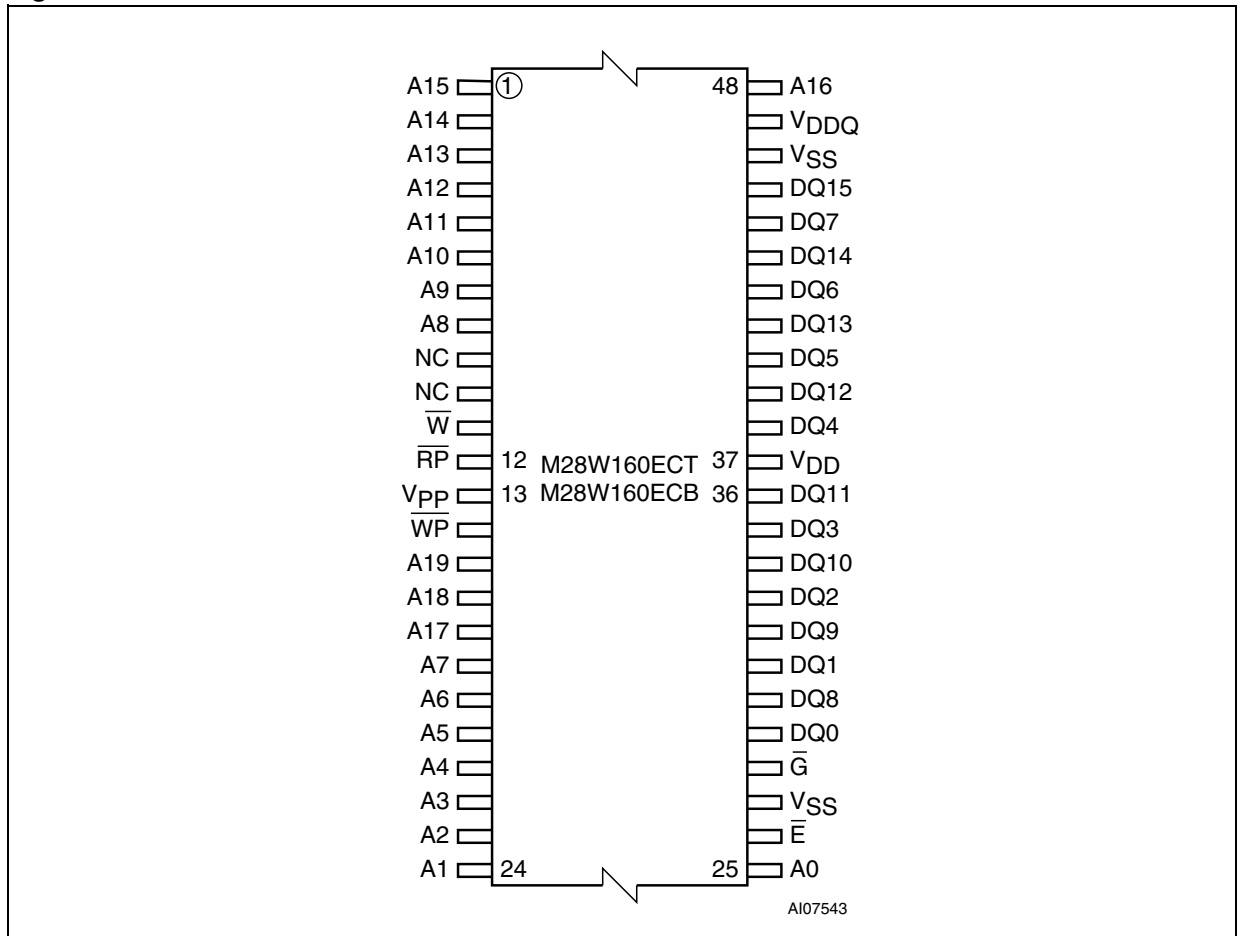 A15 1 48 A16
A14 VDDQ
A13 VSS
A12 DQ15
A11 DQ7
A10 DQ14
A9 DQ6
A8 DQ13
NC DQ5
NC DQ12
W̅ DQ4
R̅P̅ 12 M28W160ECT 37 VDD
VPP 13 M28W160ECB 36 DQ11
W̅P̅ DQ3
A19 DQ10
A18 DQ2
A17 DQ9
A7 DQ1
A6 DQ8
A5 DQ0
A4 G̅
A3 VSS
A2 E̅
A1 24 25 A0
AI07543